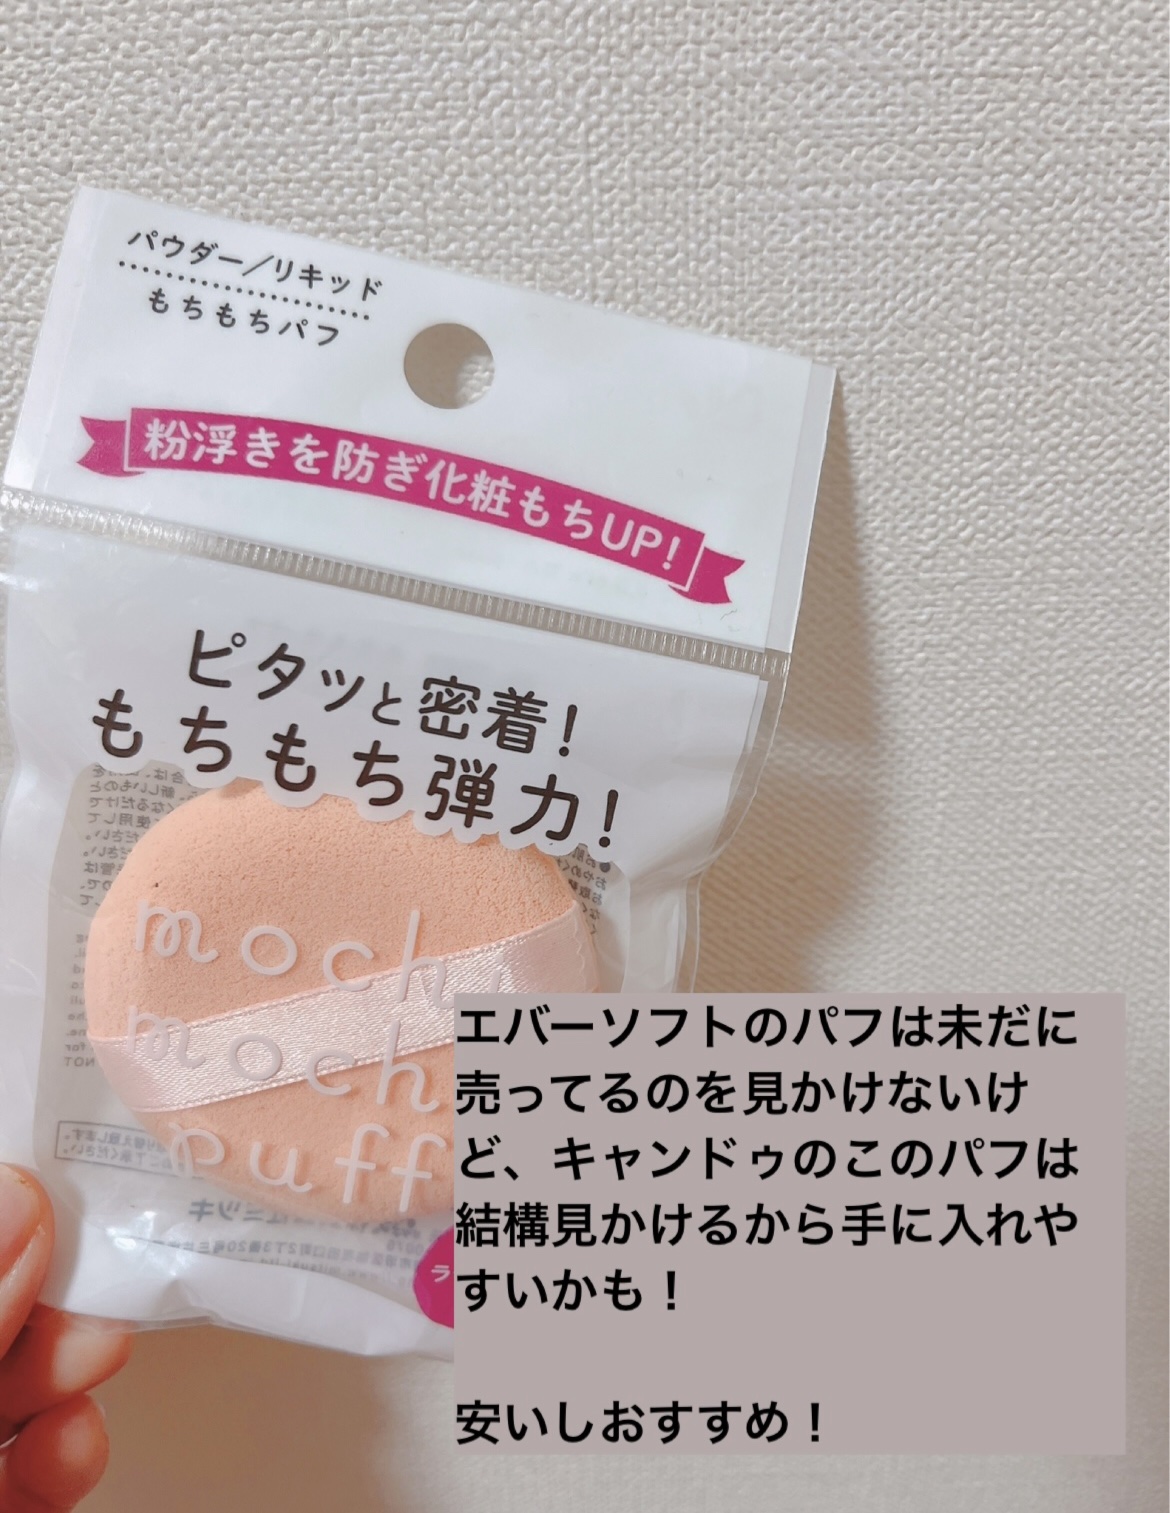 パウダー/リキッド
もちもちパフ
粉浮きを防ぎ化粧もちUP!
ピタッと密着!
もちもち弾力!
mochi
moch
puff
エバーソフトのパフは未だに
売ってるのを見かけないけ
ど、キャンドゥのこのパフは
結構見かけるから手に入れや
すいかも！
安いしおすすめ！